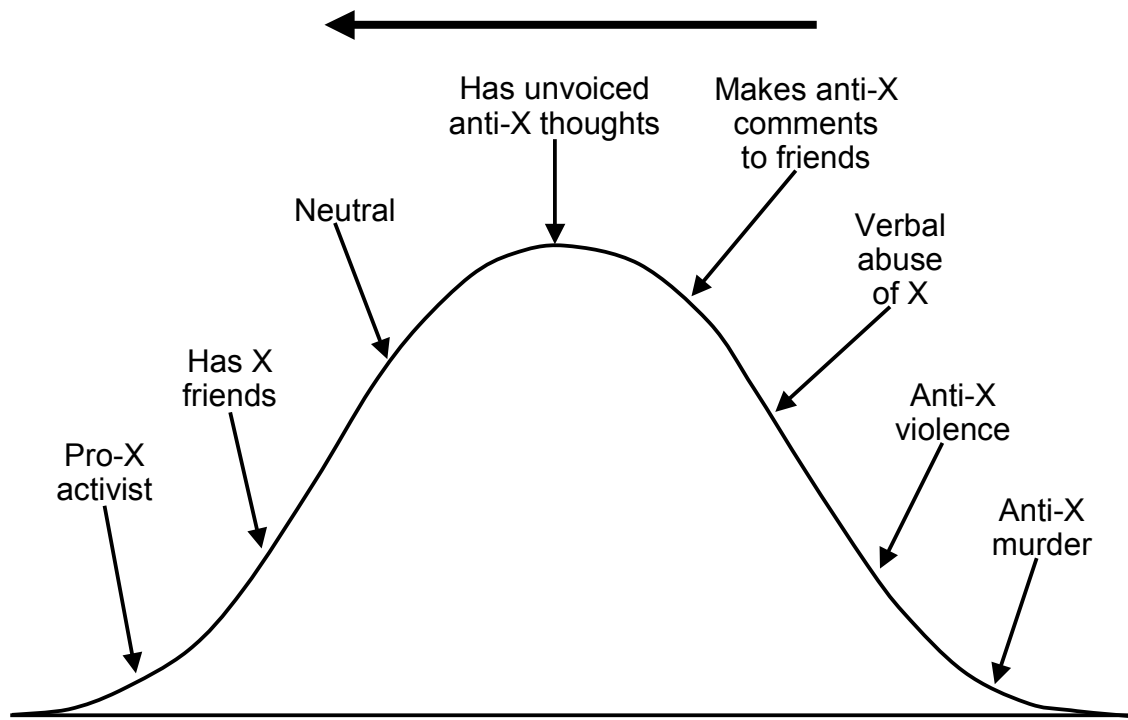 Has unvoiced
anti-X thoughts
Makes anti-X
comments
to friends
Neutral
Verbal
abuse
of X
Has X
friends
Anti-X
violence
Pro-X
activist
Anti-X
murder